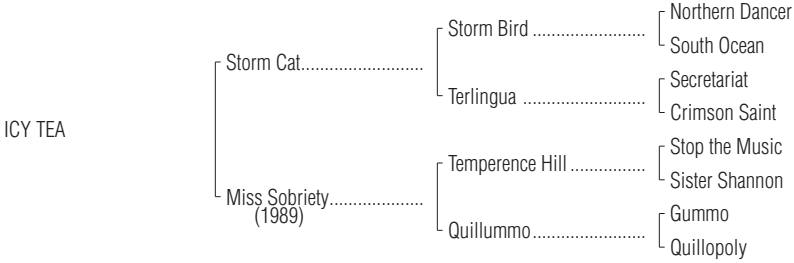 Northern Dancer
Storm Bird ........................
South Ocean
Storm Cat..........................
Secretariat
Terlingua ..........................
Crimson Saint
ICY TEA
Stop the Music
Temperence Hill ................
Sister Shannon
Miss Sobriety....................
(1989)
Gummo
Quillummo........................
Quillopoly